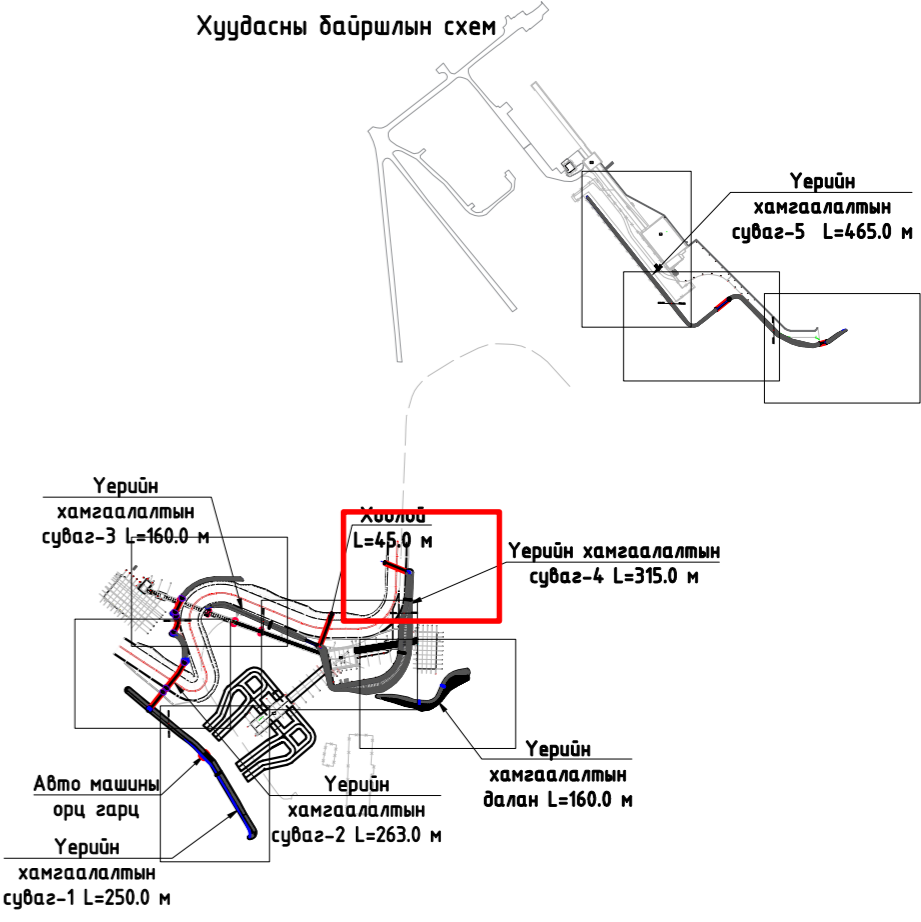 Хуудасны байршлын схем
Үерийн
хамгаалалтын
суваг-5 L=465.0 м
Үерийн
хамгаалалтын
суваг-3 L=160.0 м
Хоолой
L=45.0 м
Үерийн хамгаалалтын
суваг-4 L=315.0 м
Үерийн
хамгаалалтын
далан L=160.0 м
Авто машины
орц гарц
Үерийн
хамгаалалтын
суваг-2 L=263.0 м
Үерийн
хамгаалалтын
суваг-1 L=250.0 м